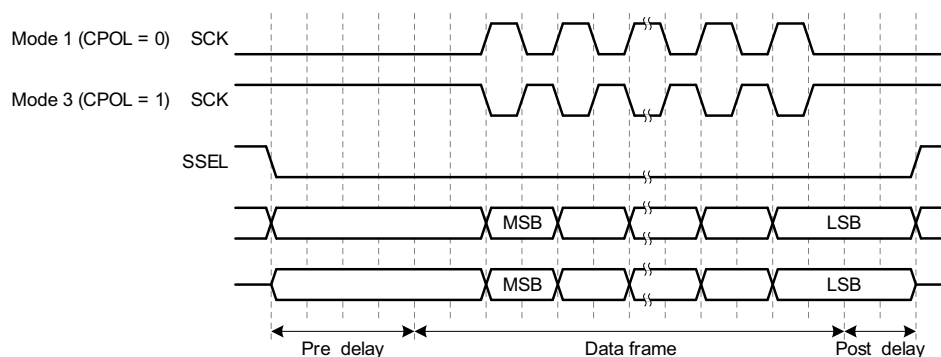 Mode 1 (CPOL = 0) SCK
Mode 3 (CPOL = 1) SCK
SSEL
MSB LSB
MSB LSB
Pre delay Data frame Post delay